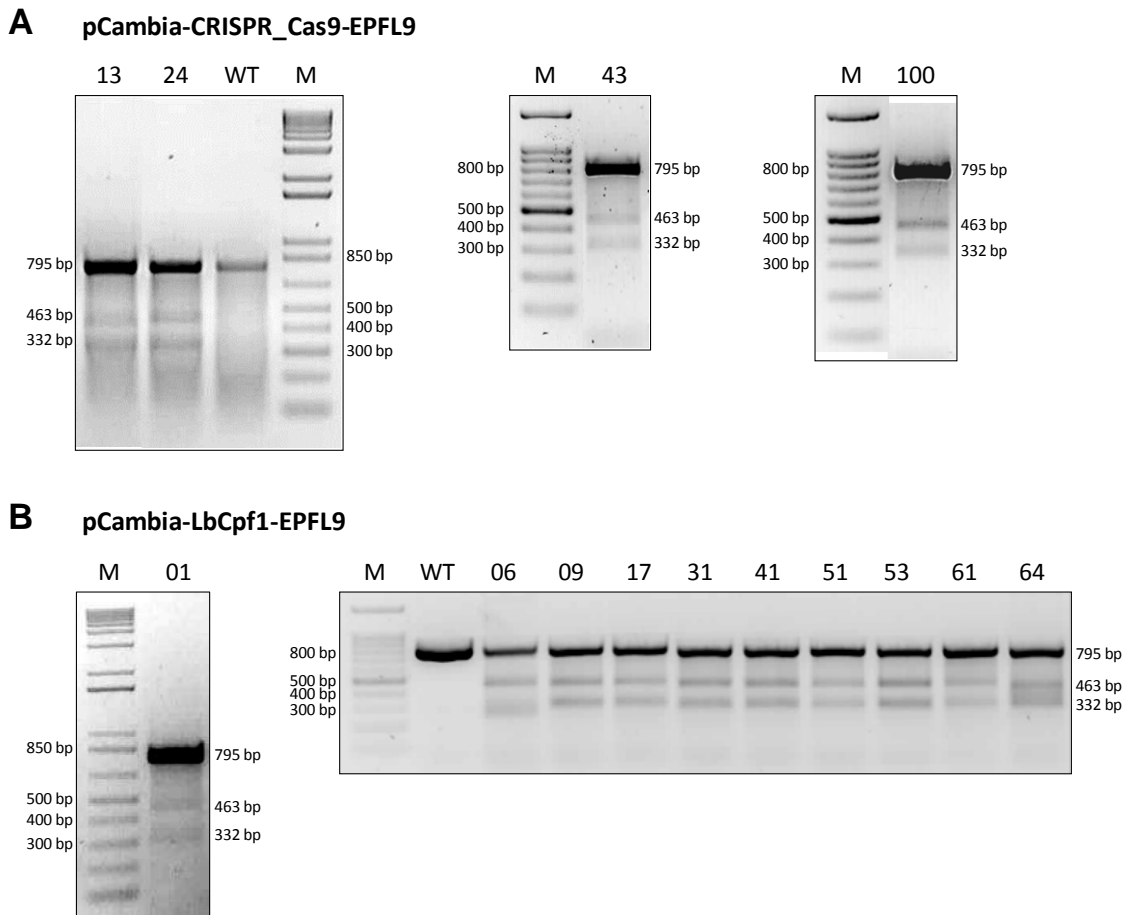 A pCambia-CRISPR_Cas9-EPFL9
13 24 WT M
795 bp
463 bp
332 bp
850 bp
500 bp
400 bp
300 bp
M 43
800 bp
500 bp
400 bp
300 bp
795 bp
463 bp
332 bp
M 100
800 bp
500 bp
400 bp
300 bp
795 bp
463 bp
332 bp
B pCambia-LbCpf1-EPFL9
M 01
850 bp
500 bp
400 bp
300 bp
795 bp
463 bp
332 bp
M WT 06 09 17 31 41 51 53 61 64
800 bp
500 bp
400 bp
300 bp
795 bp
463 bp
332 bp